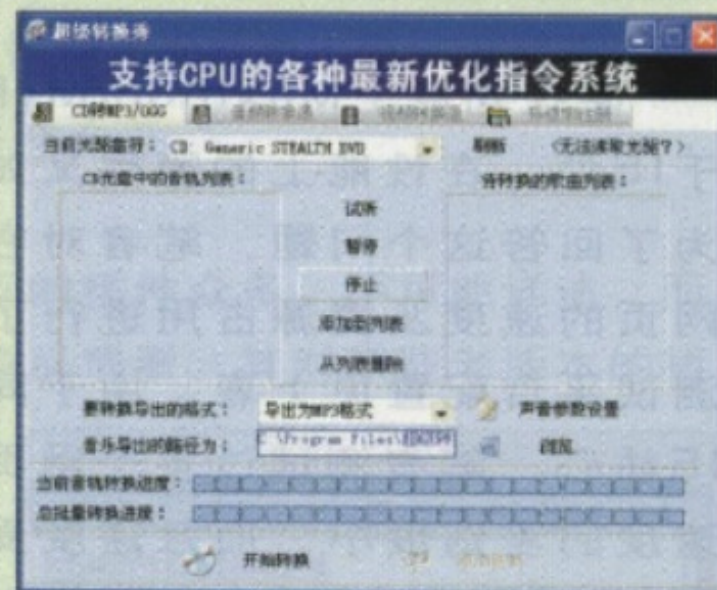 超级转换秀
支持CPU的各种最新优化指令系统
CD转MP3/OGG
当前光驱盘符: CD: Generic STEALTH DVD 刷新 <无法读取光驱?>
CD光盘中的音轨列表: 待转换的歌曲列表:
试听
暂停
停止
添加到列表
从列表删除
要转换导出的格式: 导出为MP3格式 声音参数设置
音乐导出的路径为: C:\Program Files\ 浏览...
当前音轨转换进度:
总批量转换进度:
开始转换